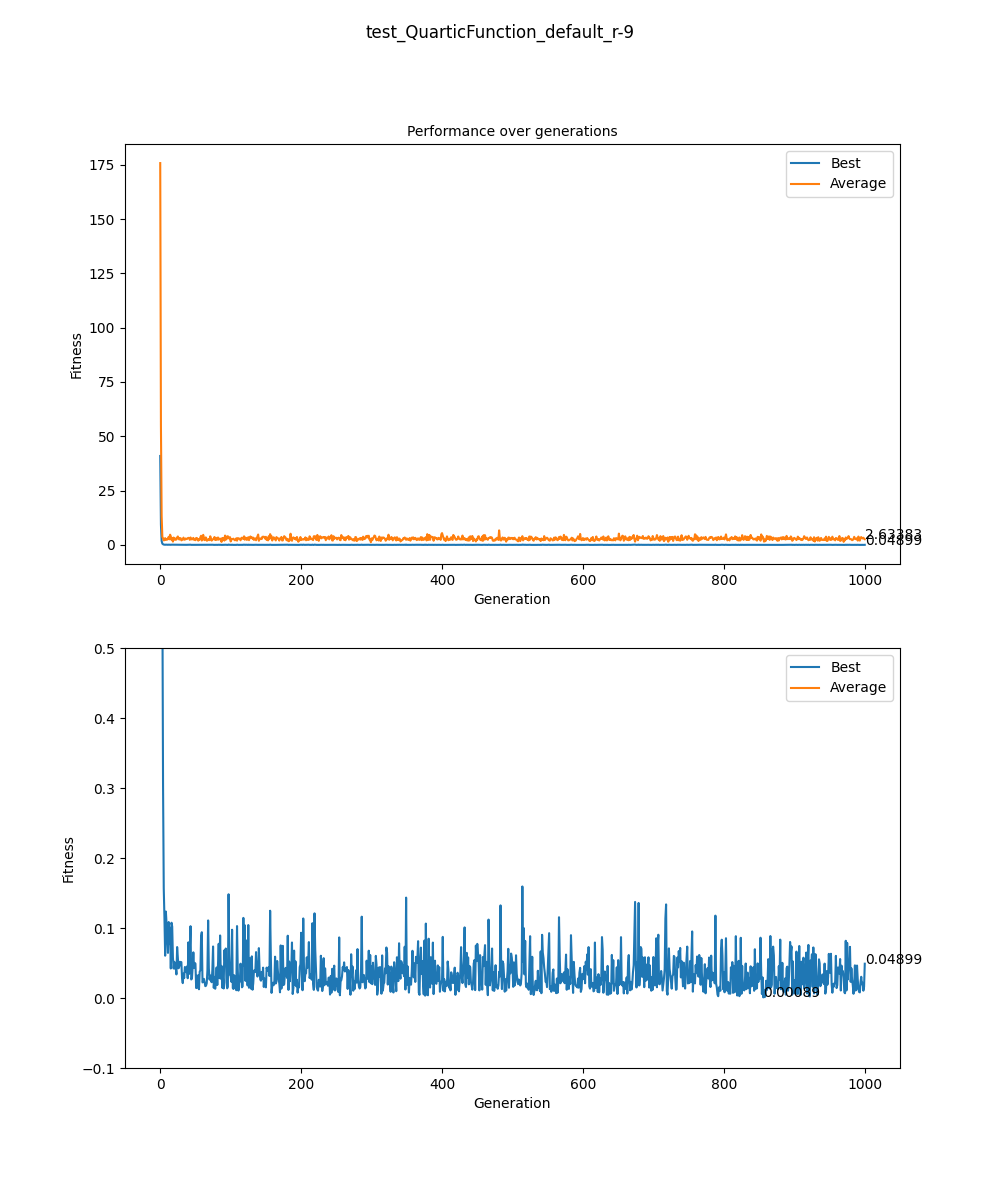 test_QuarticFunction_default_r-9
Performance over generations
Best
Average
Fitness
175
150
125
100
75
50
25
0
2.63383
0.04899
0 200 400 600 800 1000
Generation
Best
Average
Fitness
0.5
0.4
0.3
0.2
0.1
0.0
−0.1
0.04899
0.00089
0 200 400 600 800 1000
Generation